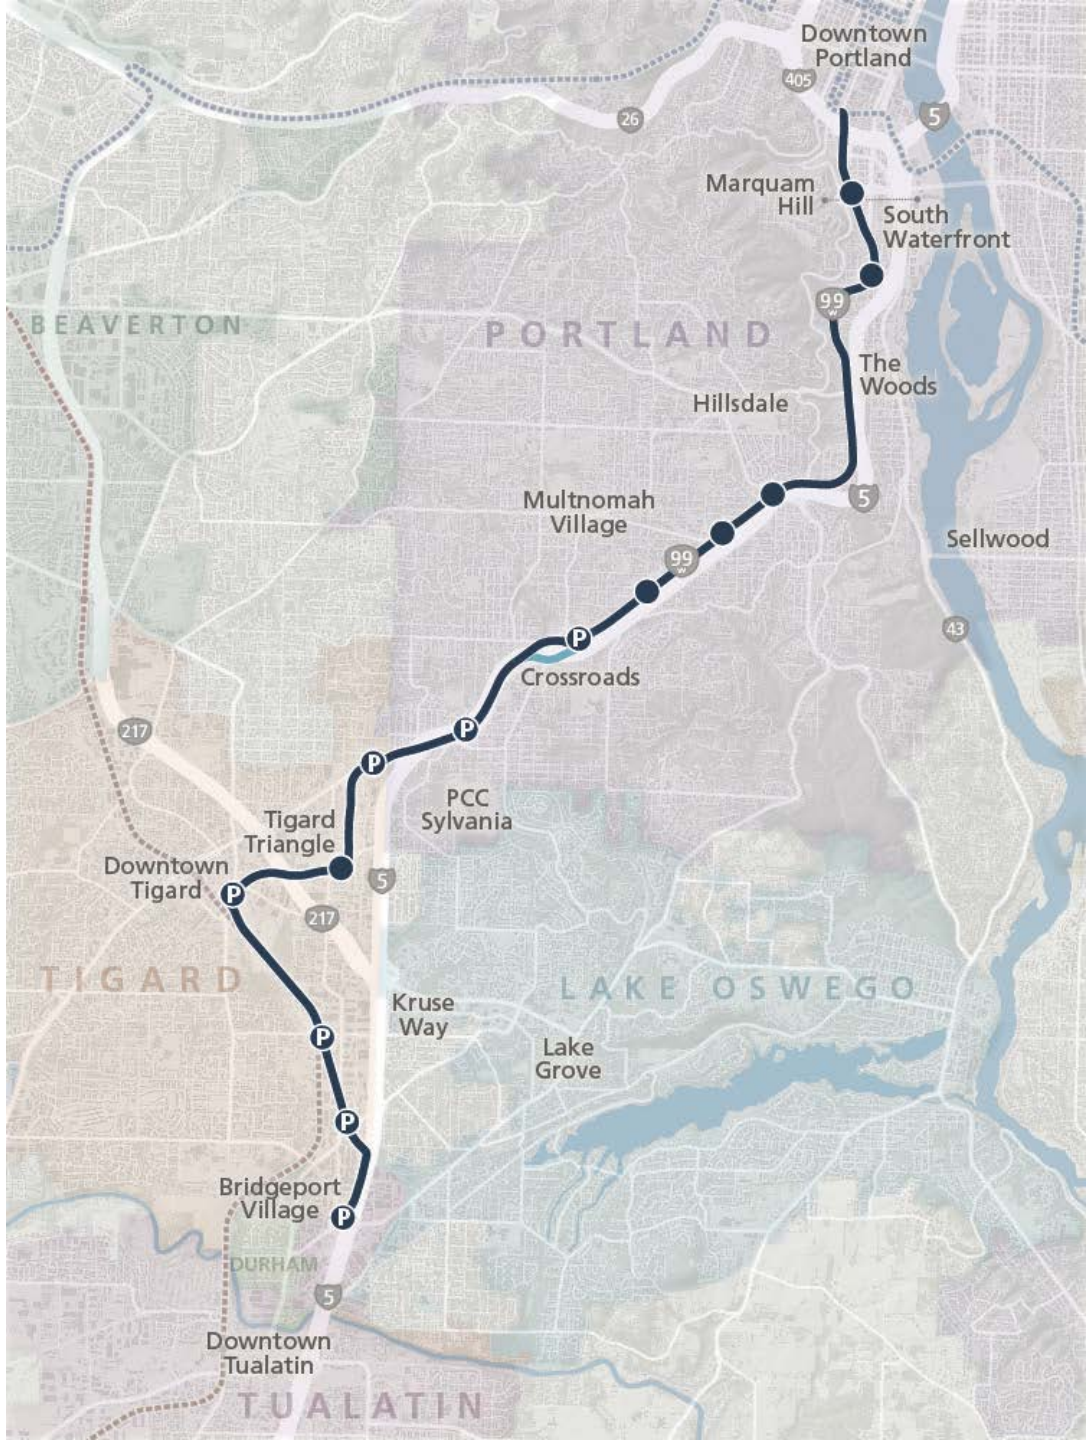 Downtown
Portland
405
26
5
Marquam
Hill
South
Waterfront
99
W
BEAVERTON
PORTLAND
The
Woods
Hillsdale
Multnomah
Village
5
99
W
Sellwood
P
43
Crossroads
217
P
P
PCC
Sylvania
Tigard
Triangle
Downtown
Tigard
P
5
217
TIGARD
LAKE OSWEGO
Kruse
Way
P
Lake
Grove
P
Bridgeport
Village
P
DURHAM
5
Downtown
Tualatin
TUALATIN